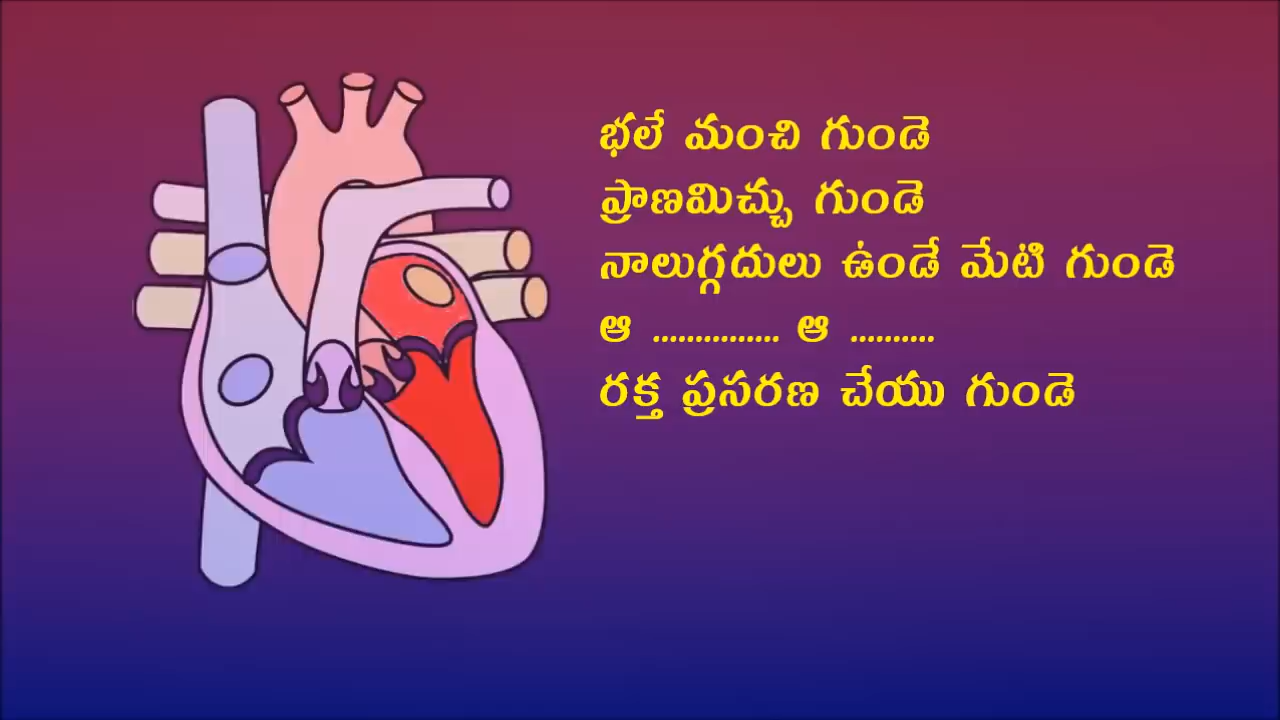 భలే మంచి గుండె
ప్రాణమిచ్చు గుండె
నాలుగ్గదులు ఉండే మేటి గుండె
ఆ ............... ఆ ..........
రక్త ప్రసరణ చేయు గుండె